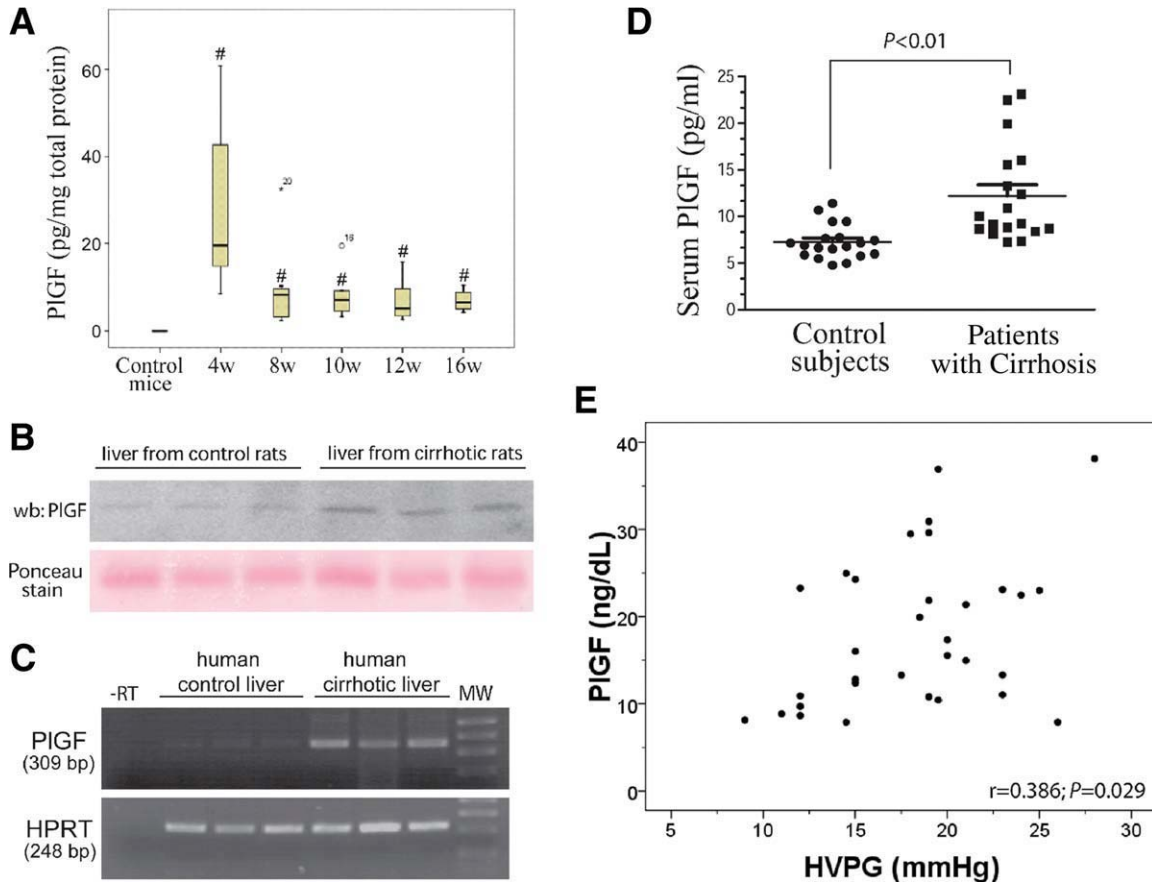 A
PlGF (pg/mg total protein)
60
40
20
0
#
#
#
#
#
20
Control
mice
4w
8w
10w
12w
16w
B
liver from control rats
liver from cirrhotic rats
wb: PlGF
Ponceau
stain
C
-RT
human
control liver
human
cirrhotic liver
MW
PlGF
(309 bp)
HPRT
(248 bp)
D
P<0.01
Serum PlGF (pg/ml)
25
20
15
10
5
0
Control
subjects
Patients
with Cirrhosis
E
PlGF (ng/dL)
40
30
20
10
0
r=0.386; P=0.029
5
10
15
20
25
30
HVPG (mmHg)